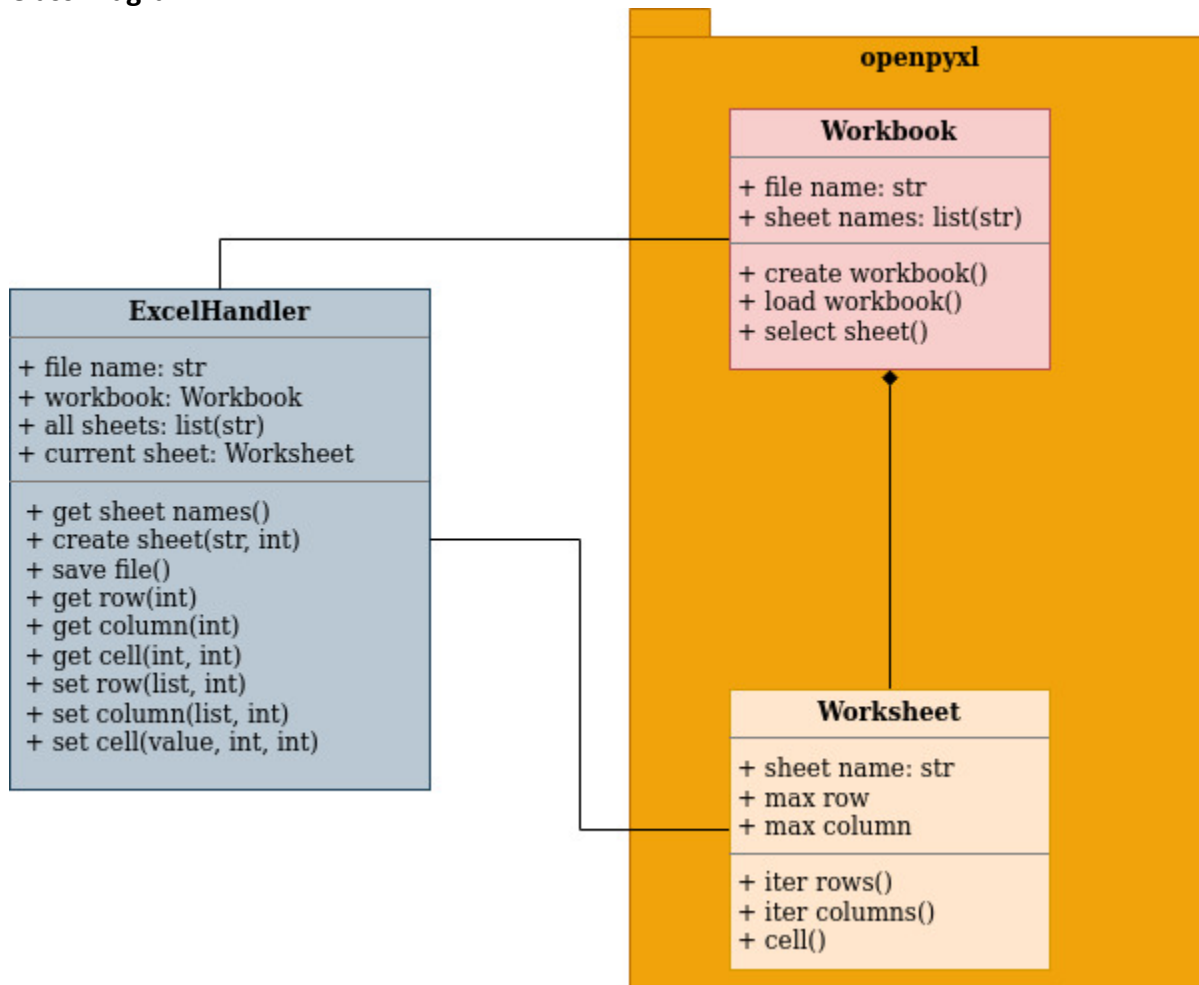 openpyxl
Workbook
+ file name: str
+ sheet names: list(str)
+ create workbook()
+ load workbook()
+ select sheet()
ExcelHandler
+ file name: str
+ workbook: Workbook
+ all sheets: list(str)
+ current sheet: Worksheet
+ get sheet names()
+ create sheet(str, int)
+ save file()
+ get row(int)
+ get column(int)
+ get cell(int, int)
+ set row(list, int)
+ set column(list, int)
+ set cell(value, int, int)
Worksheet
+ sheet name: str
+ max row
+ max column
+ iter rows()
+ iter columns()
+ cell()